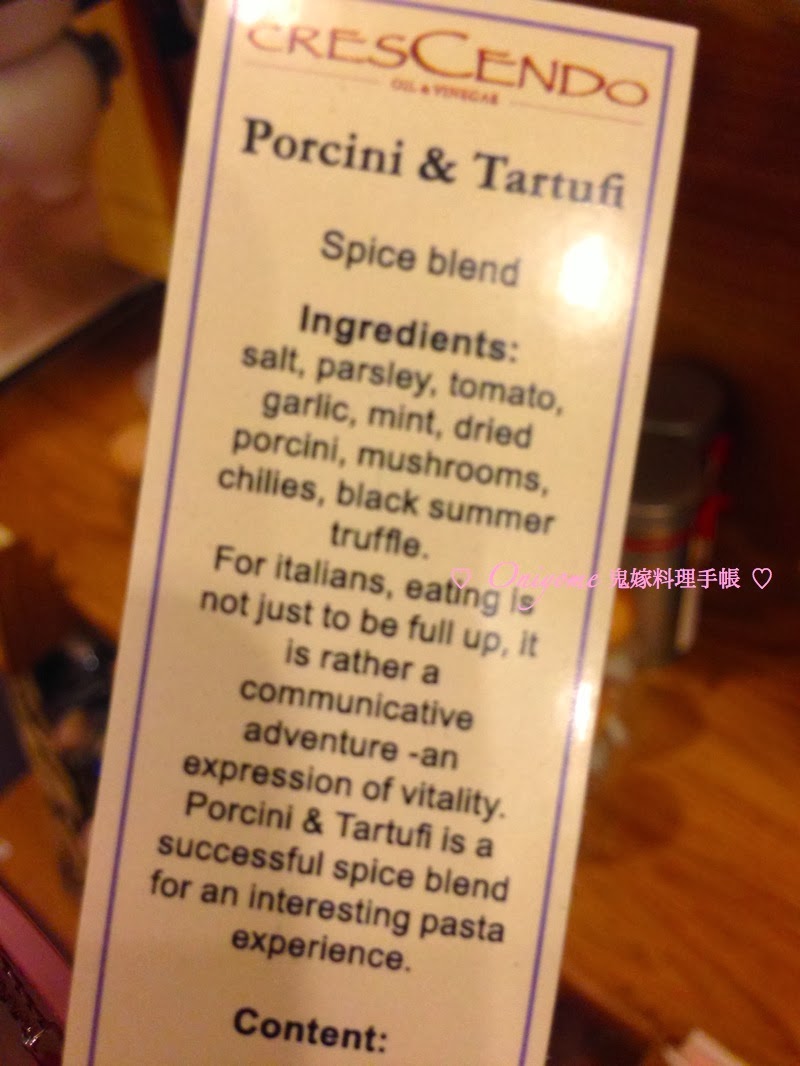 CRESCENDO
OIL & VINEGAR
Porcini & Tartufi
Spice blend
Ingredients:
salt, parsley, tomato,
garlic, mint, dried
porcini, mushrooms,
chilies, black summer
truffle.
For italians, eating is
not just to be full up, it
is rather a
communicative
adventure -an
expression of vitality.
Porcini & Tartufi is a
successful spice blend
for an interesting pasta
experience.
Content:
♡ Oniyome 鬼嫁料理手帳 ♡